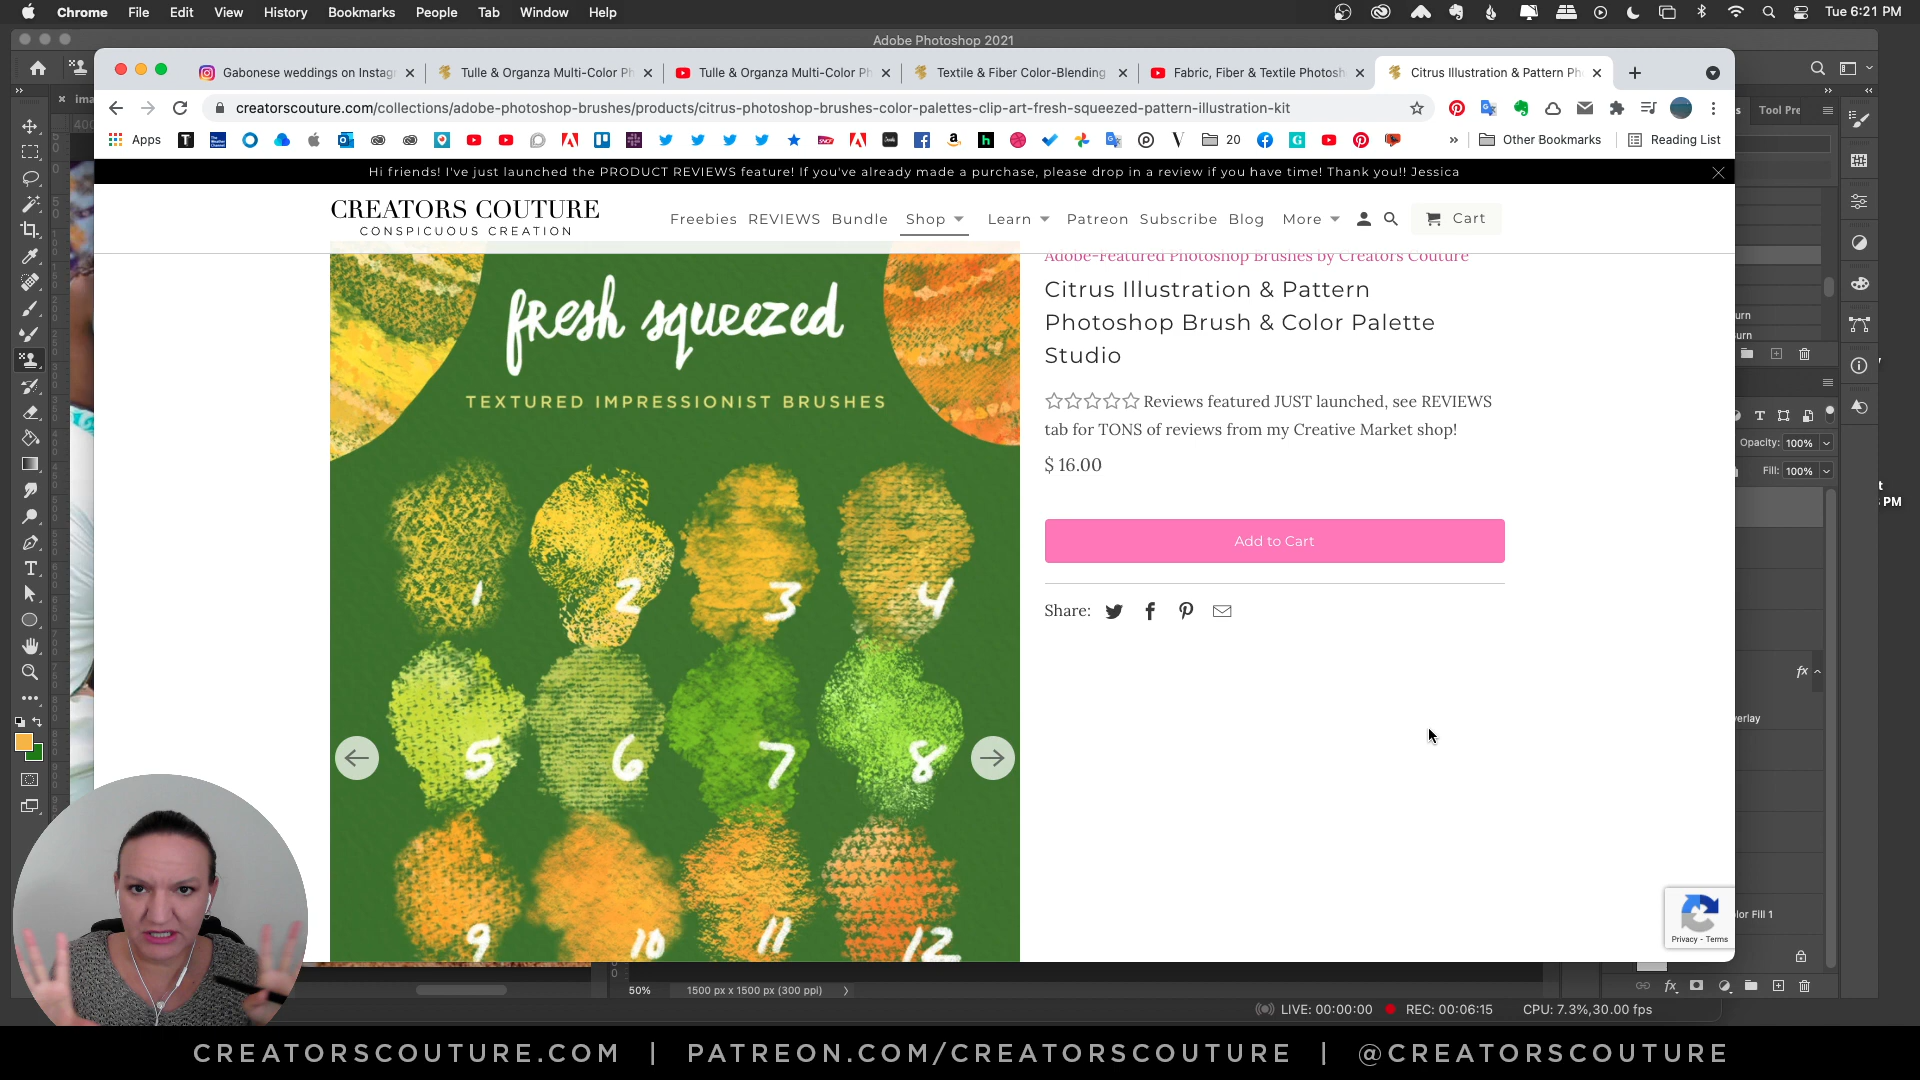 Chrome File Edit View History Bookmarks People Tab Window Help
Tue 6:21 PM
Adobe Photoshop 2021
Gabonese weddings on Instag
Tulle & Organza Multi-Color Ph
Tulle & Organza Multi-Color Ph
Textile & Fiber Color-Blending
Fabric, Fiber & Textile Photosh
Citrus Illustration & Pattern Ph
creatorscouture.com/collections/adobe-photoshop-brushes/products/citrus-photoshop-brushes-color-palettes-clip-art-fresh-squeezed-pattern-illustration-kit
Tool Pre
Apps
20
Other Bookmarks
Reading List
Hi friends! I've just launched the PRODUCT REVIEWS feature! If you've already made a purchase, please drop in a review if you have time! Thank you!! Jessica
CREATORS COUTURE
CONSPICUOUS CREATION
Freebies REVIEWS Bundle Shop Learn Patreon Subscribe Blog More Cart
Adobe-Featured Photoshop Brushes by Creators Couture
Citrus Illustration & Pattern
Photoshop Brush & Color Palette
Studio
Reviews featured JUST launched, see REVIEWS
tab for TONS of reviews from my Creative Market shop!
$ 16.00
Add to Cart
Share:
fresh squeezed
TEXTURED IMPRESSIONIST BRUSHES
1 2 3 4
5 6 7 8
9 10 11 12
urn
urn
Opacity: 100%
Fill: 100%
PM
fx
verlay
olor Fill 1
Privacy - Terms
50%
1500 px x 1500 px (300 ppi)
fx
LIVE: 00:00:00
REC: 00:06:15
CPU: 7.3%,30.00 fps
CREATORSCOUTURE.COM | PATREON.COM/CREATORSCOUTURE | @CREATORSCOUTURE